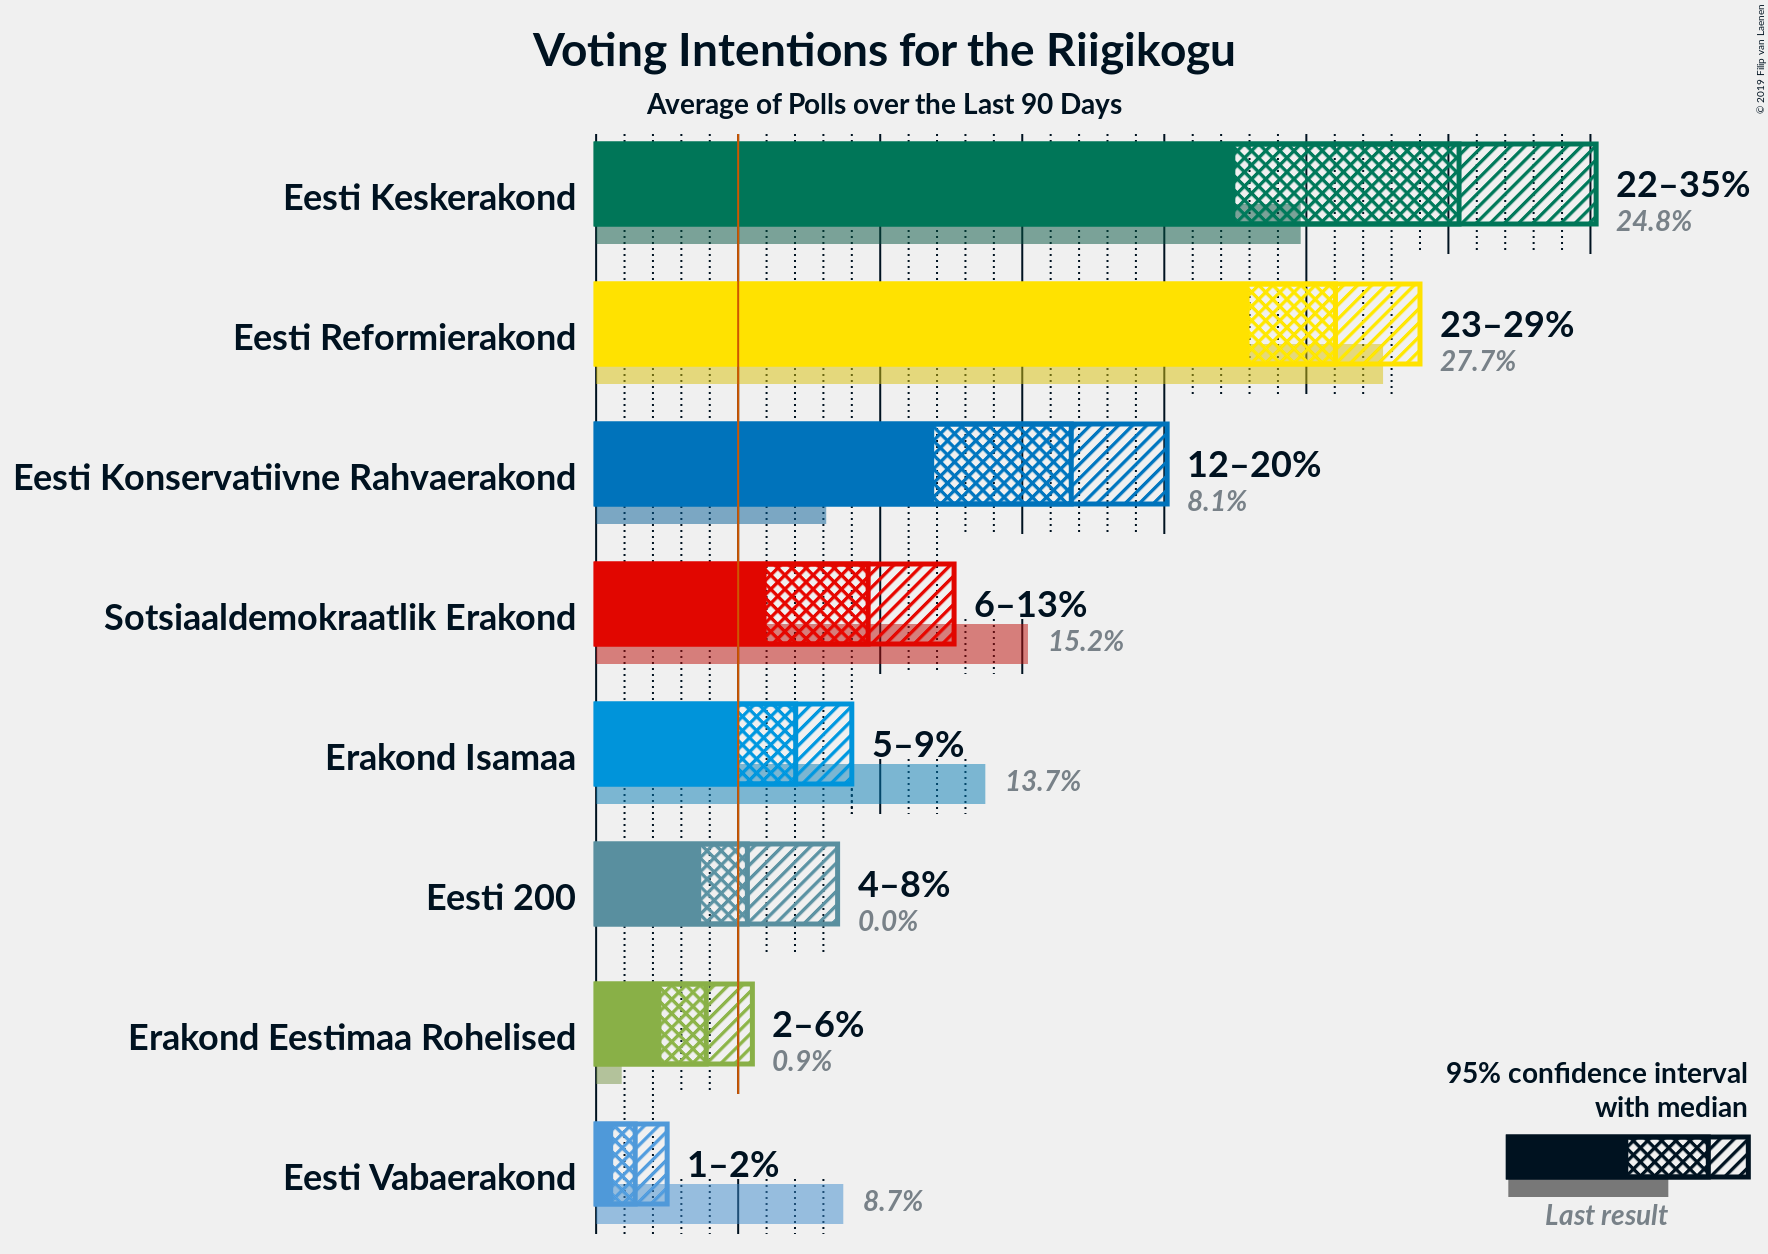 Voting Intentions for the Riigikogu
Average of Polls over the Last 90 Days
© 2019 Filip van Laenen
Eesti Keskerakond
22–35%
24.8%
Eesti Reformierakond
23–29%
27.7%
Eesti Konservatiivne Rahvaerakond
12–20%
8.1%
Sotsiaaldemokraatlik Erakond
6–13%
15.2%
Erakond Isamaa
5–9%
13.7%
Eesti 200
4–8%
0.0%
Erakond Eestimaa Rohelised
2–6%
0.9%
Eesti Vabaerakond
1–2%
8.7%
95% confidence interval
with median
Last result